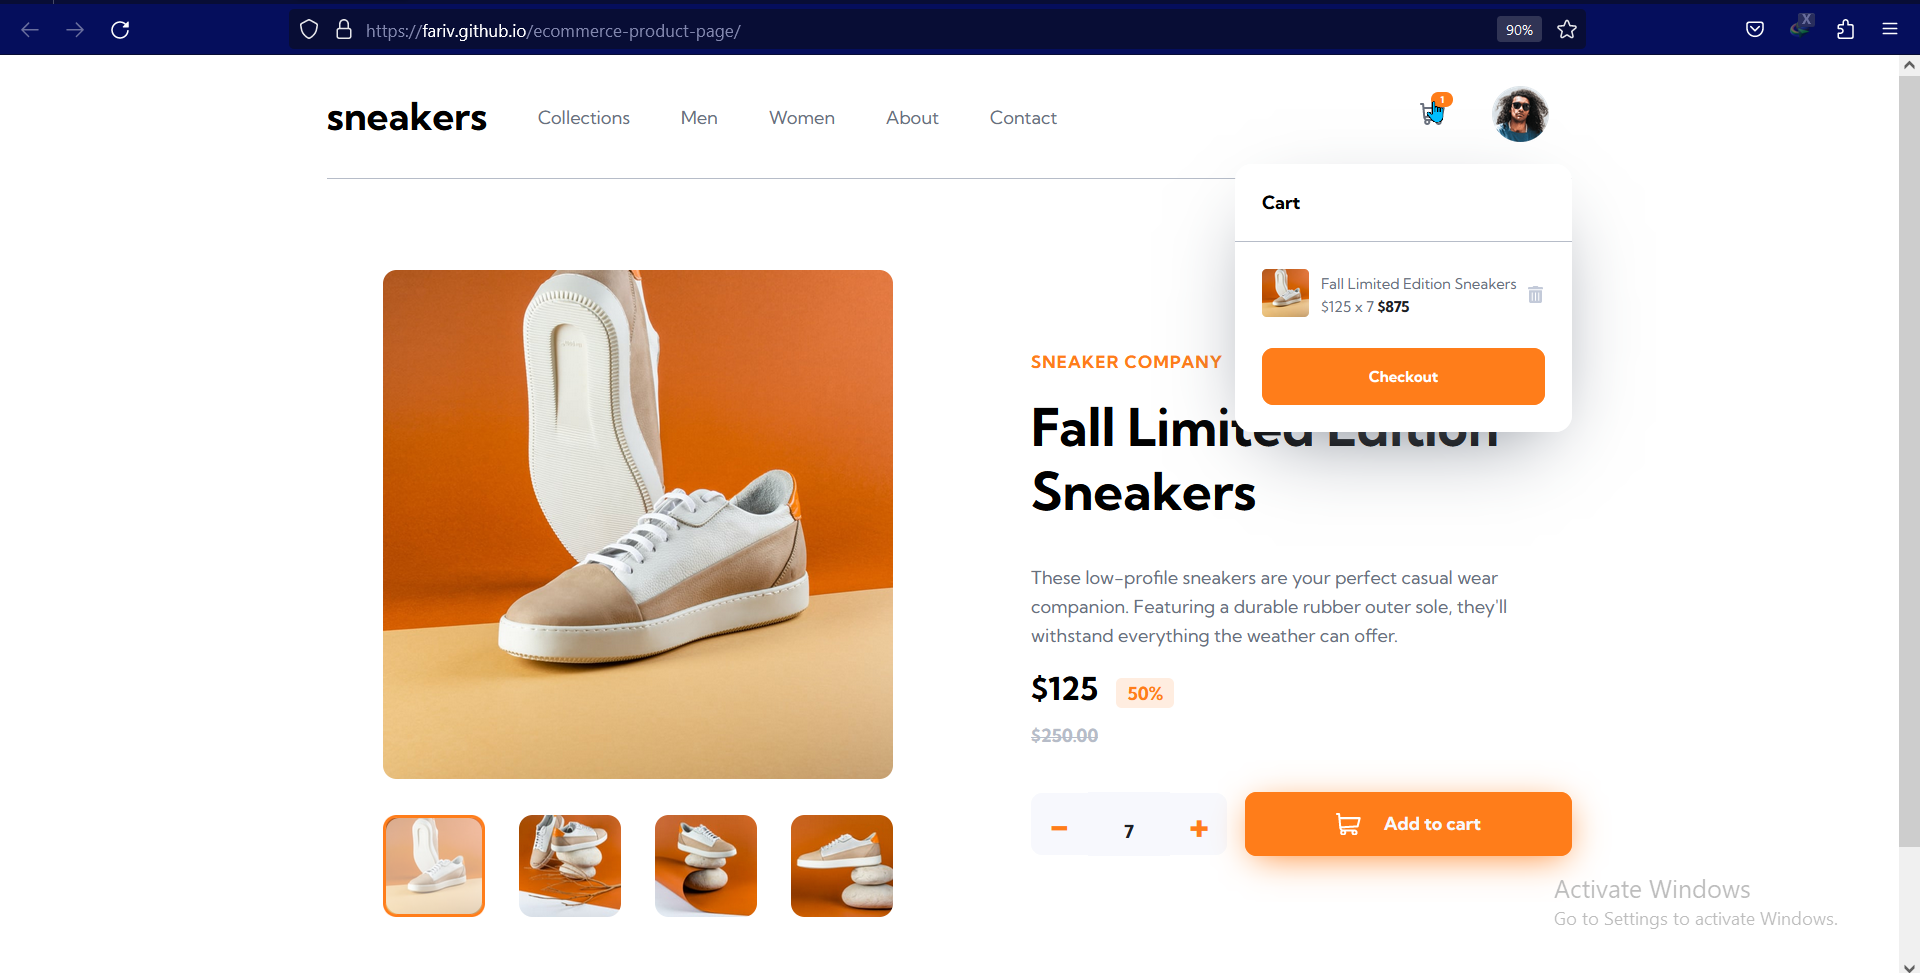 https://fariv.github.io/ecommerce-product-page/
90%
X
sneakers
Collections
Men
Women
About
Contact
1
Cart
Fall Limited Edition Sneakers
$125 x 7 $875
Checkout
SNEAKER COMPANY
Fall Limited Edition
Sneakers
These low-profile sneakers are your perfect casual wear
companion. Featuring a durable rubber outer sole, they'll
withstand everything the weather can offer.
$125
50%
$250.00
7
Add to cart
Activate Windows
Go to Settings to activate Windows.